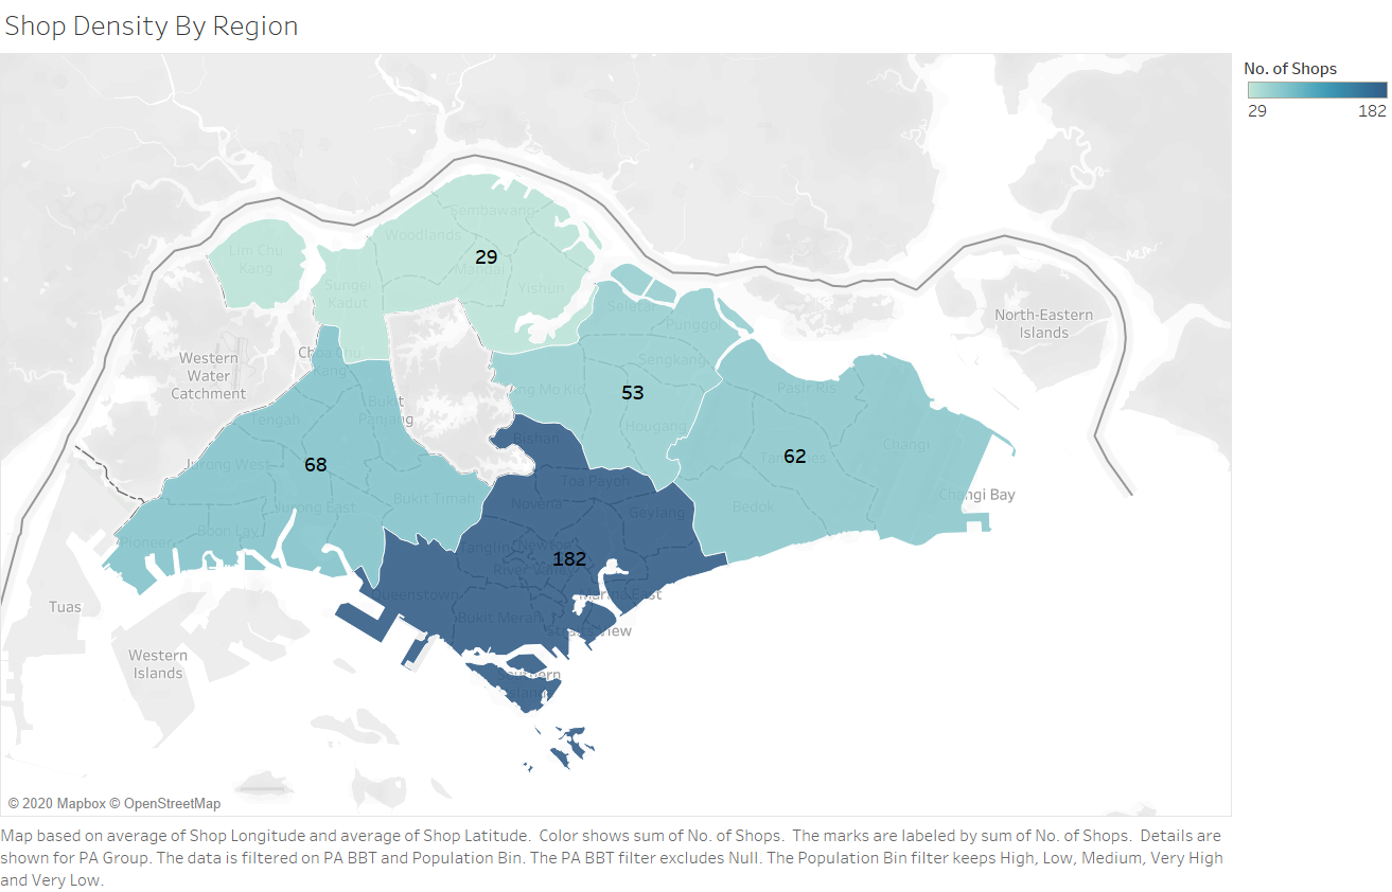 Shop Density By Region
No. of Shops
29
182
Sembawang
Woodlands
Lim Chu
Kang
29
Mandai
Sungei
Kadut
Yishun
Seletar
Punggol
North-Eastern
Islands
Western
Water
Catchment
Choa Chu
Kang
Sengkang
Ang Mo Kio
53
Pasir Ris
Bukit
Panjang
Tengah
Hougang
Bishan
Changi
Tampines
62
Jurong West
68
Toa Payoh
Bukit Timah
Changi Bay
Novena
Geylang
Bedok
Jurong East
Boon Lay
Pioneer
Tanglin
Newton
182
River Valley
Queenstown
Marina East
Tuas
Bukit Merah
Straits View
Western
Islands
Southern
Islands
© 2020 Mapbox © OpenStreetMap
Map based on average of Shop Longitude and average of Shop Latitude.  Color shows sum of No. of Shops.  The marks are labeled by sum of No. of Shops.  Details are
shown for PA Group. The data is filtered on PA BBT and Population Bin. The PA BBT filter excludes Null. The Population Bin filter keeps High, Low, Medium, Very High
and Very Low.